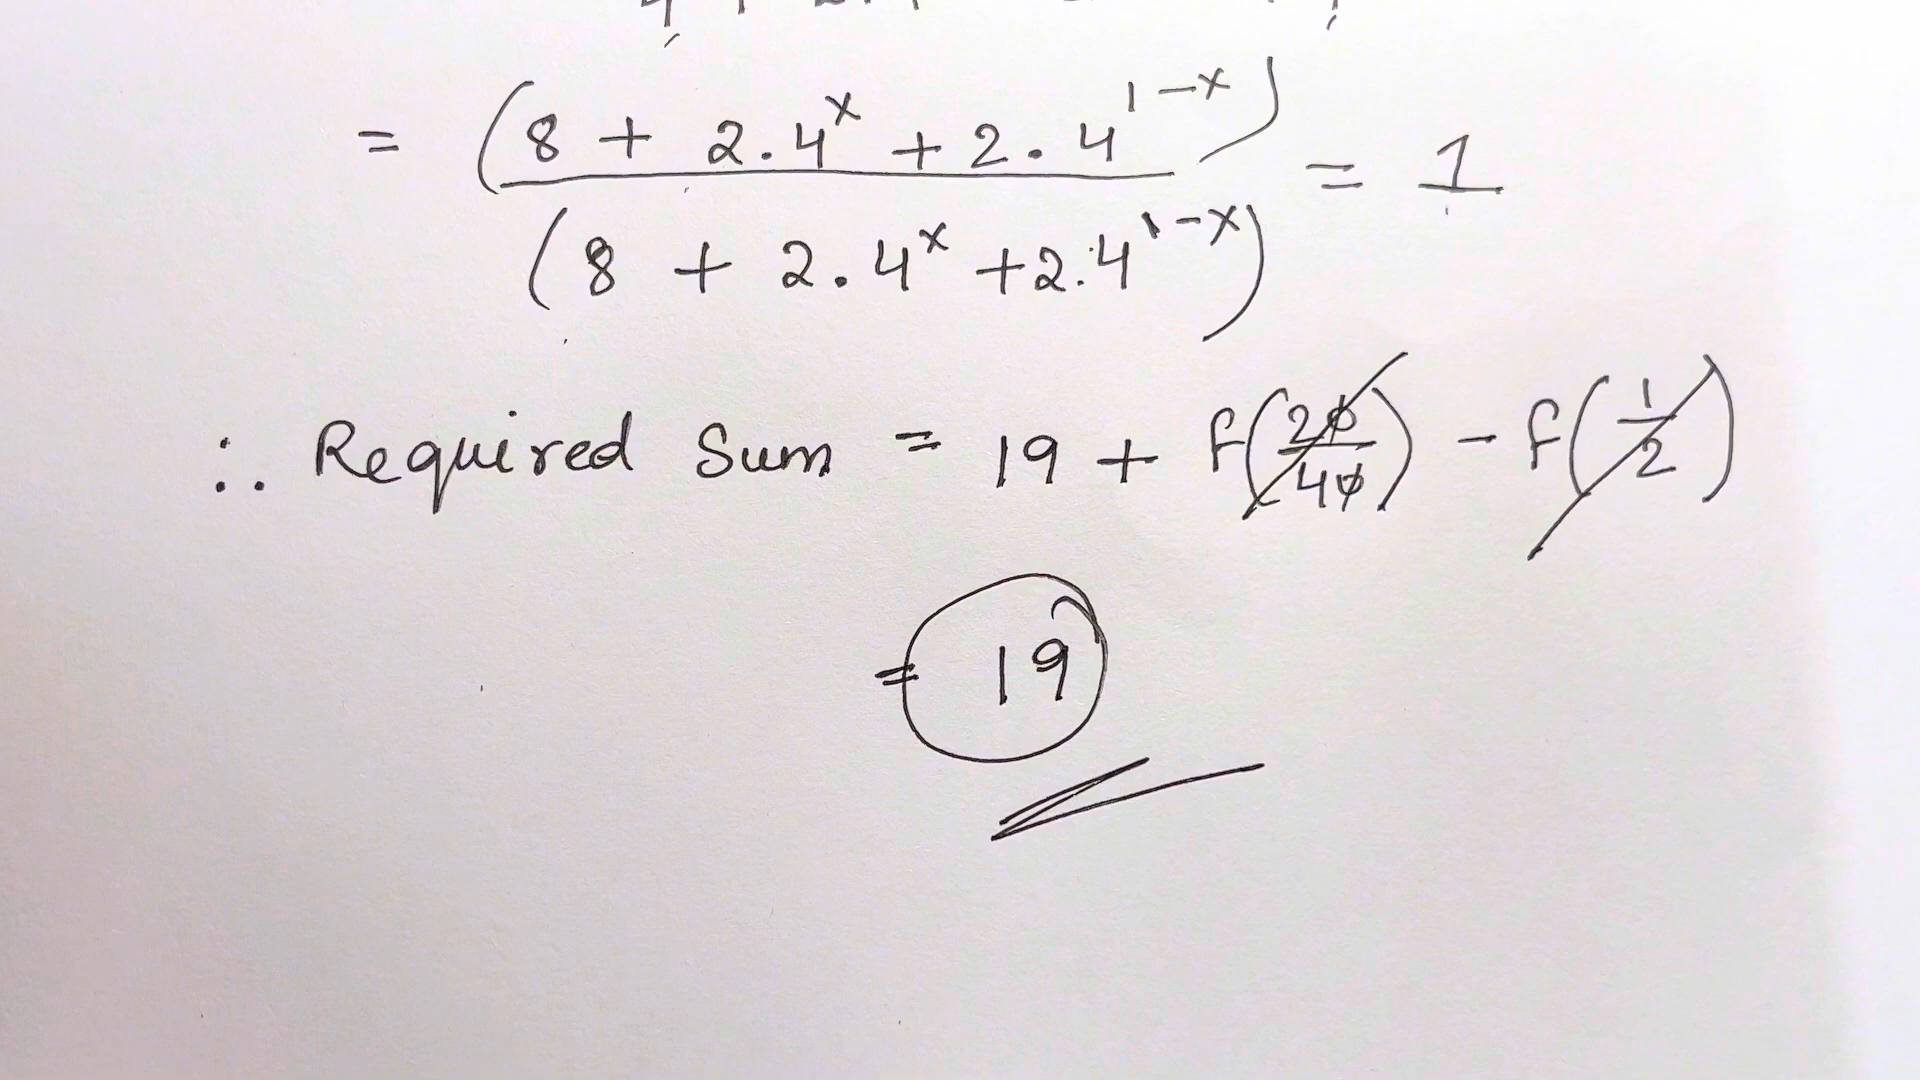 = (8 + 2.4^x + 2.4^(1-x)) / (8 + 2.4^x + 2.4^(1-x)) = 1
∴ Required Sum = 19 + f(20/40) - f(1/2)
= 19